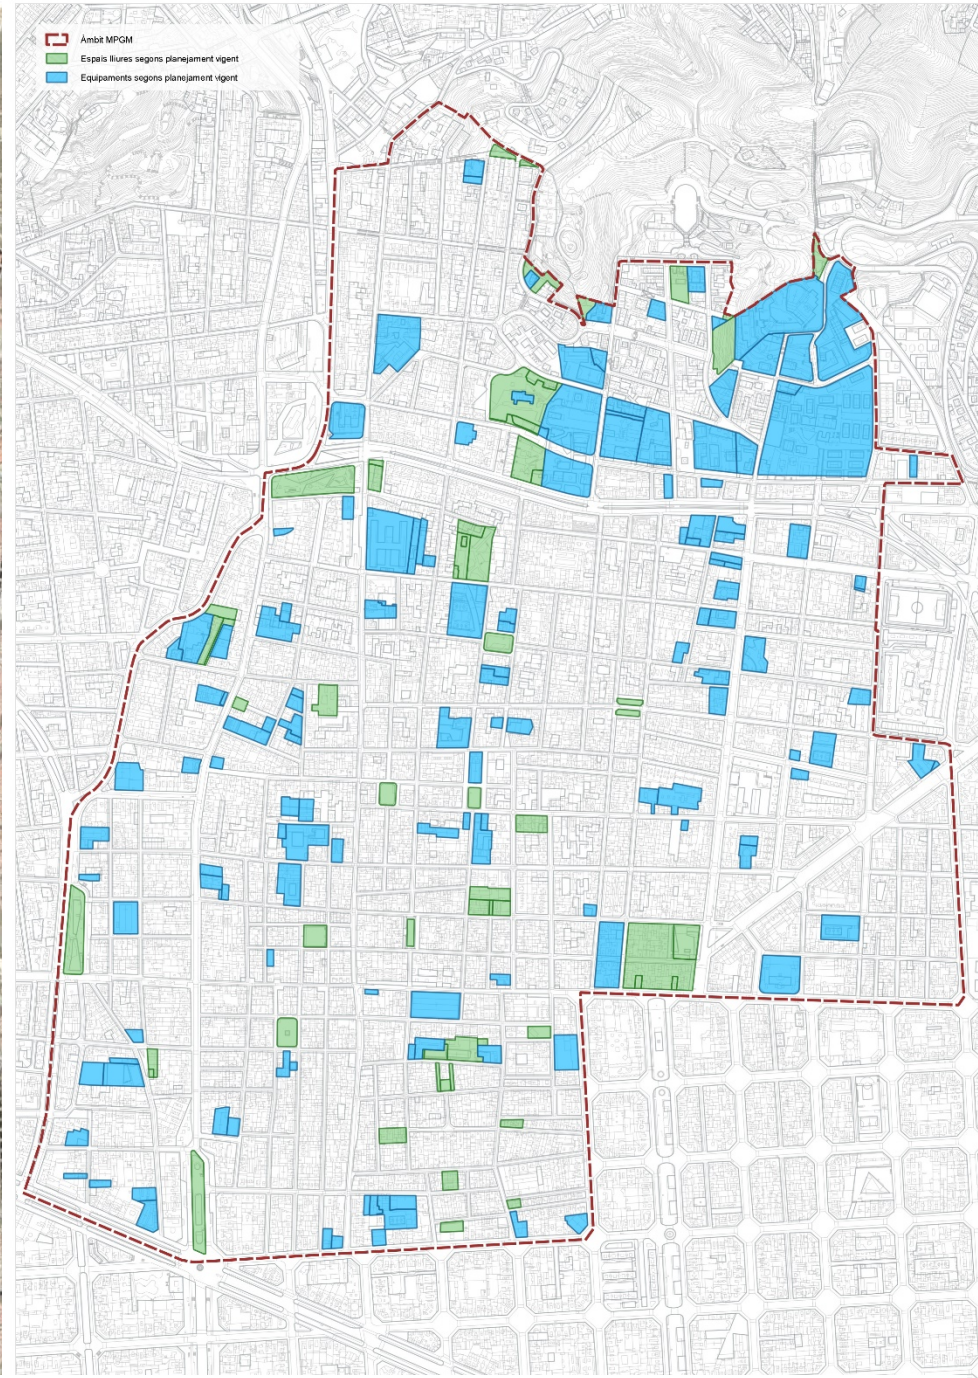 Àmbit MPGM
Espais lliures segons planejament vigent
Equipaments segons planejament vigent